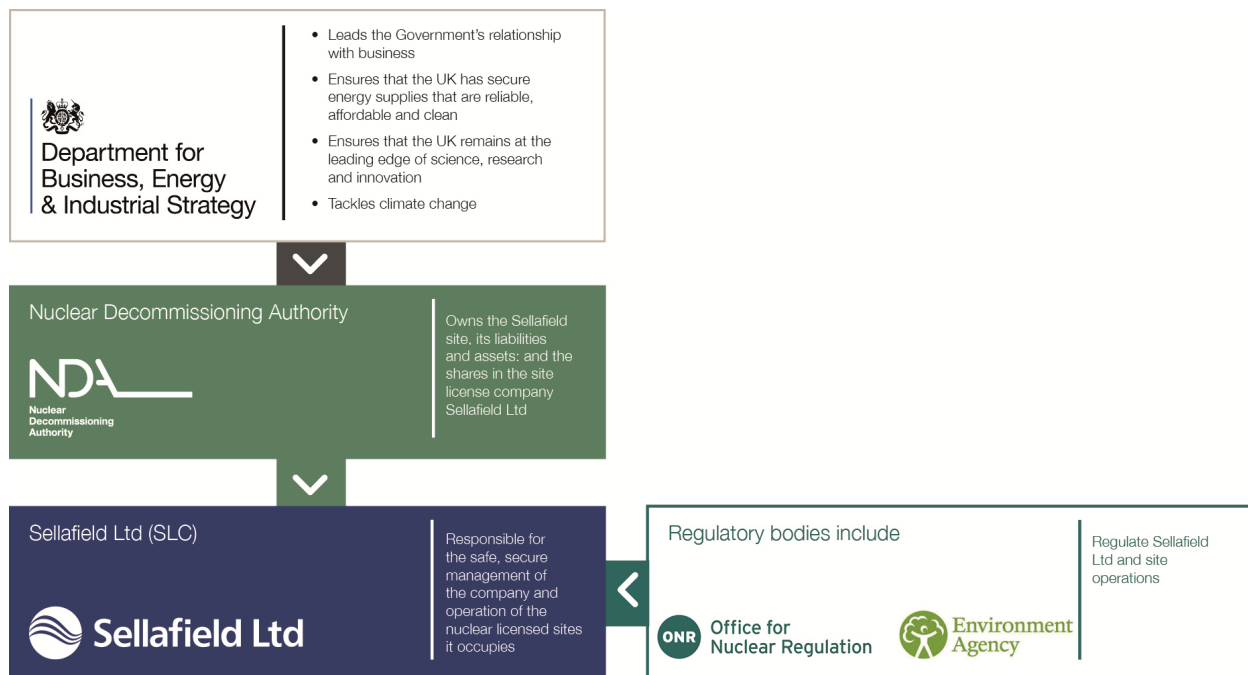 Department for
Business, Energy
& Industrial Strategy
• Leads the Government's relationship
with business
• Ensures that the UK has secure
energy supplies that are reliable,
affordable and clean
• Ensures that the UK remains at the
leading edge of science, research
and innovation
• Tackles climate change
Nuclear Decommissioning Authority
NDA
Nuclear
Decommissioning
Authority
Owns the Sellafield
site, its liabilities
and assets: and the
shares in the site
license company
Sellafield Ltd
Sellafield Ltd (SLC)
Sellafield Ltd
Responsible for
the safe, secure
management of
the company and
operation of the
nuclear licensed sites
it occupies
Regulatory bodies include
ONR
Office for
Nuclear Regulation
Environment
Agency
Regulate Sellafield
Ltd and site
operations